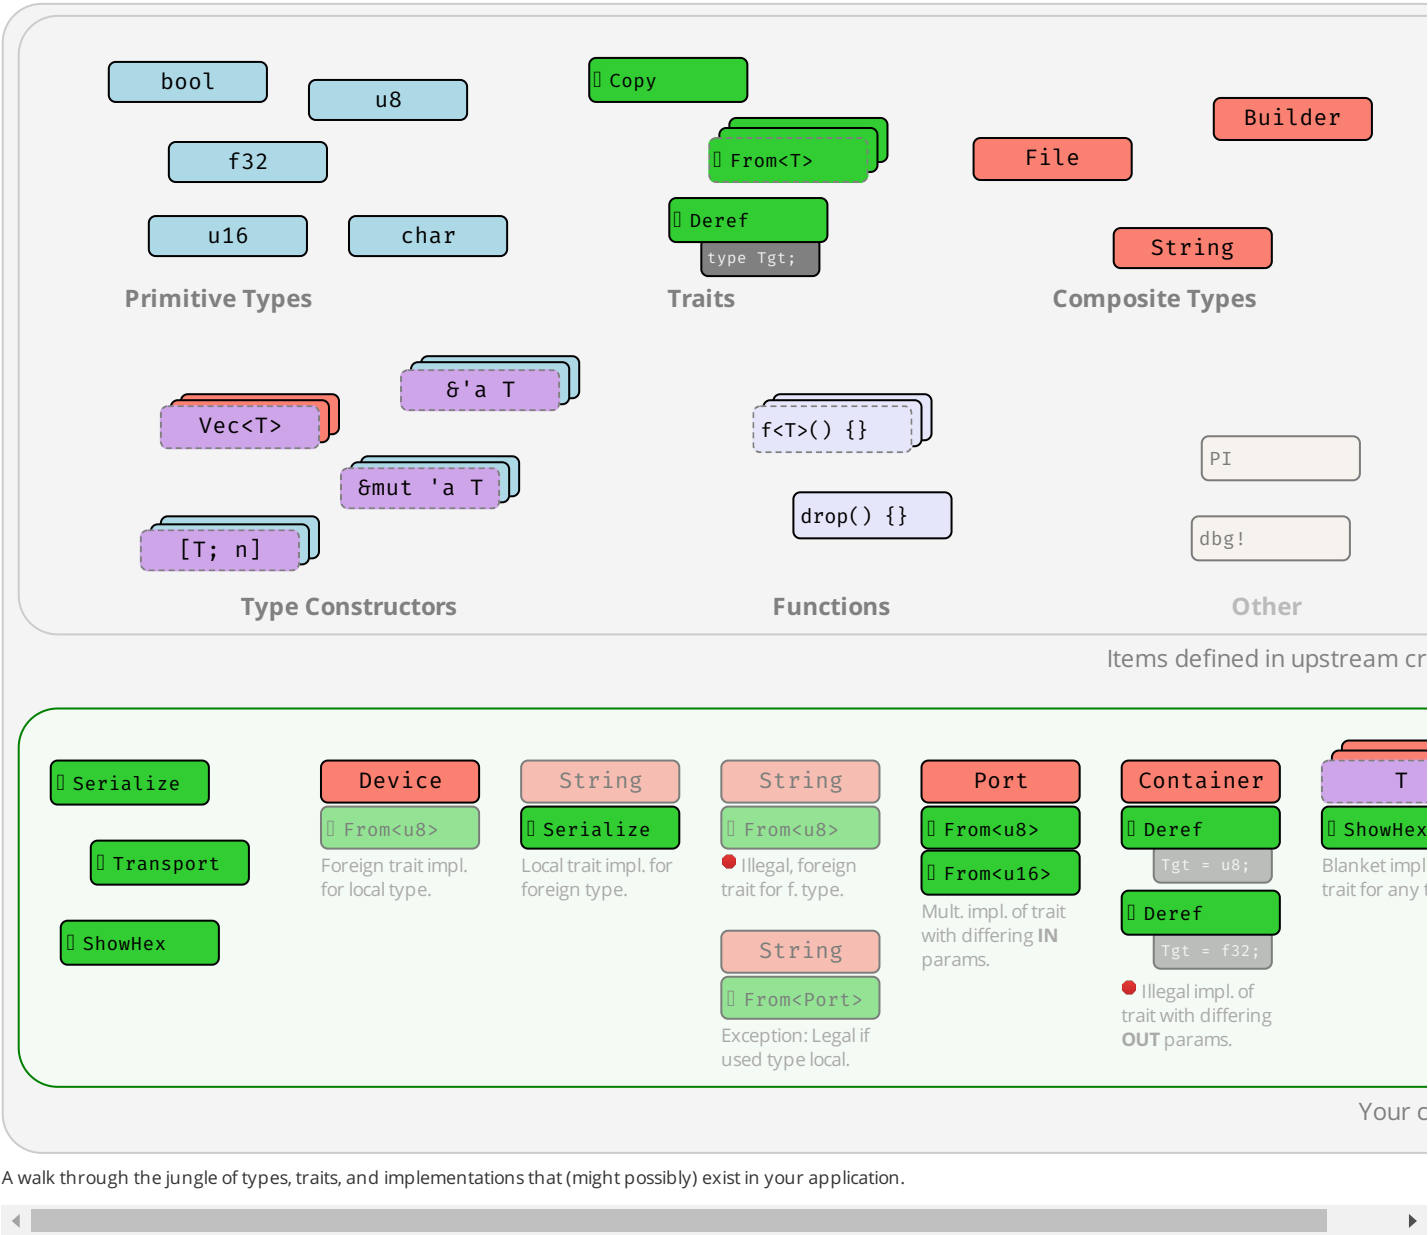 bool
u8
f32
u16
char
Primitive Types
Copy
From<T>
Deref
type Tgt;
Traits
Builder
File
String
Composite Types
Vec<T>
&'a T
&mut 'a T
[T; n]
Type Constructors
f<T>() {}
drop() {}
Functions
PI
dbg!
Other
Items defined in upstream cr
Serialize
Transport
ShowHex
Device
From<u8>
Foreign trait impl.
for local type.
String
Serialize
Local trait impl. for
foreign type.
String
From<u8>
Illegal, foreign
trait for f. type.
String
From<Port>
Exception: Legal if
used type local.
Port
From<u8>
From<u16>
Mult. impl. of trait
with differing IN
params.
Container
Deref
Tgt = u8;
Deref
Tgt = f32;
Illegal impl. of
trait with differing
OUT params.
T
ShowHex
Blanket impl
trait for any t
Your c
A walk through the jungle of types, traits, and implementations that (might possibly) exist in your application.